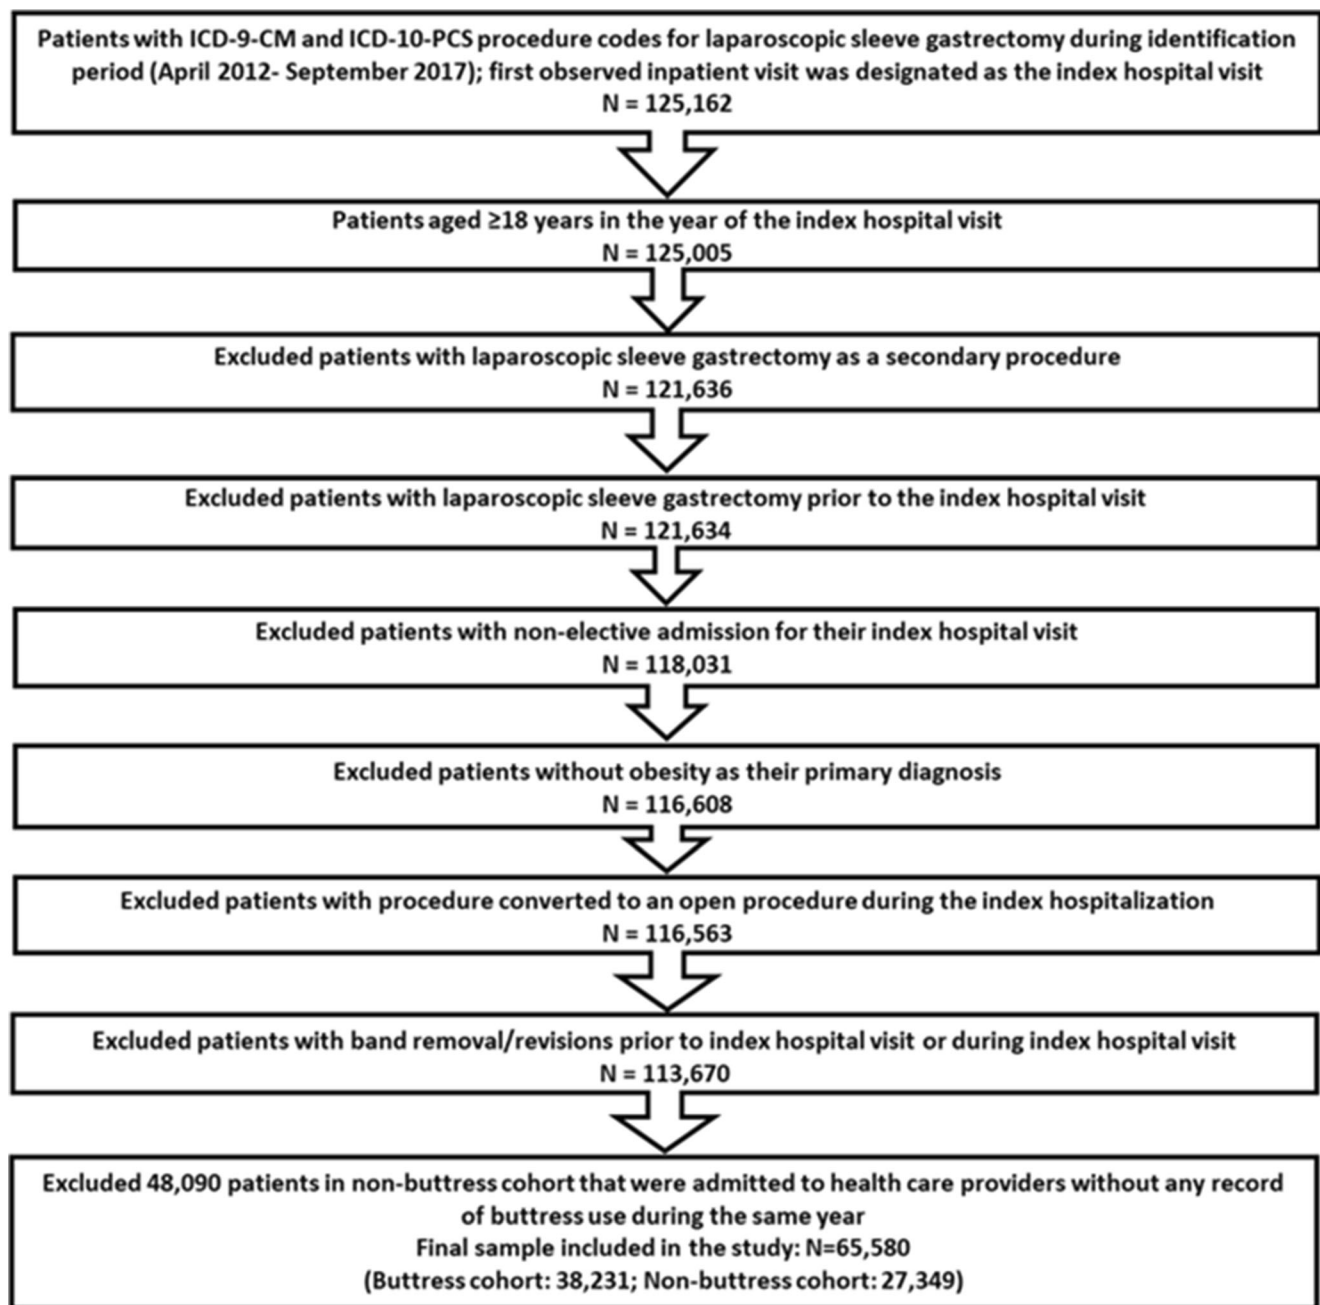 Patients with ICD-9-CM and ICD-10-PCS procedure codes for laparoscopic sleeve gastrectomy during identification
period (April 2012- September 2017); first observed inpatient visit was designated as the index hospital visit
N = 125,162
Patients aged ≥18 years in the year of the index hospital visit
N = 125,005
Excluded patients with laparoscopic sleeve gastrectomy as a secondary procedure
N = 121,636
Excluded patients with laparoscopic sleeve gastrectomy prior to the index hospital visit
N = 121,634
Excluded patients with non-elective admission for their index hospital visit
N = 118,031
Excluded patients without obesity as their primary diagnosis
N = 116,608
Excluded patients with procedure converted to an open procedure during the index hospitalization
N = 116,563
Excluded patients with band removal/revisions prior to index hospital visit or during index hospital visit
N = 113,670
Excluded 48,090 patients in non-buttress cohort that were admitted to health care providers without any record
of buttress use during the same year
Final sample included in the study: N=65,580
(Buttress cohort: 38,231; Non-buttress cohort: 27,349)